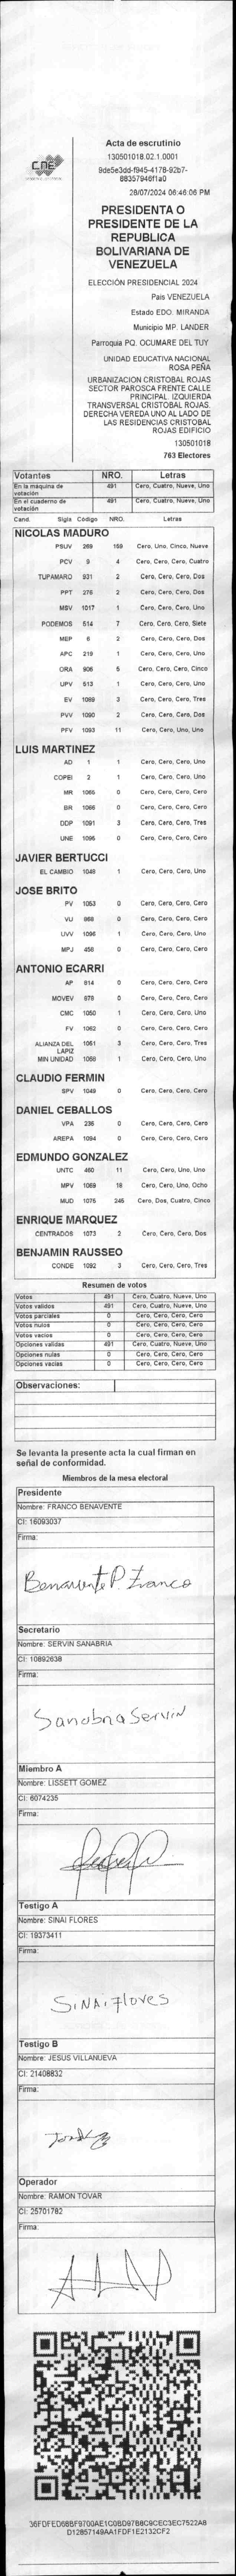 CNE
Acta de escrutinio
130501018.02.1.0001
9de5e3dd-f945-4178-92b7-
88357946f1a0
28/07/2024 06:46:06 PM
PRESIDENTA O
PRESIDENTE DE LA
REPUBLICA
BOLIVARIANA DE
VENEZUELA
ELECCIÓN PRESIDENCIAL 2024
País VENEZUELA
Estado EDO. MIRANDA
Municipio MP. LANDER
Parroquia PQ. OCUMARE DEL TUY
UNIDAD EDUCATIVA NACIONAL
ROSA PEÑA
URBANIZACION CRISTOBAL ROJAS
SECTOR PAROSCA FRENTE CALLE
PRINCIPAL. IZQUIERDA
TRANSVERSAL CRISTOBAL ROJAS.
DERECHA VEREDA UNO AL LADO DE
LAS RESIDENCIAS CRISTOBAL
ROJAS EDIFICIO
130501018
763 Electores
Votantes NRO. Letras
En la maquina de votación 491 Cero, Cuatro, Nueve, Uno
En el cuaderno de votación 491 Cero, Cuatro, Nueve, Uno
Cand. Sigla Código NRO. Letras
NICOLAS MADURO
PSUV 269 159 Cero, Uno, Cinco, Nueve
PCV 9 4 Cero, Cero, Cero, Cuatro
TUPAMARO 931 2 Cero, Cero, Cero, Dos
PPT 276 2 Cero, Cero, Cero, Dos
MSV 1017 1 Cero, Cero, Cero, Uno
PODEMOS 514 7 Cero, Cero, Cero, Siete
MEP 6 2 Cero, Cero, Cero, Dos
APC 219 1 Cero, Cero, Cero, Uno
ORA 906 5 Cero, Cero, Cero, Cinco
UPV 513 1 Cero, Cero, Cero, Uno
EV 1089 3 Cero, Cero, Cero, Tres
PVV 1090 2 Cero, Cero, Cero, Dos
PFV 1093 11 Cero, Cero, Uno, Uno
LUIS MARTINEZ
AD 1 1 Cero, Cero, Cero, Uno
COPEI 2 1 Cero, Cero, Cero, Uno
MR 1065 0 Cero, Cero, Cero, Cero
BR 1066 0 Cero, Cero, Cero, Cero
DDP 1091 3 Cero, Cero, Cero, Tres
UNE 1095 0 Cero, Cero, Cero, Cero
JAVIER BERTUCCI
EL CAMBIO 1048 1 Cero, Cero, Cero, Uno
JOSE BRITO
PV 1053 0 Cero, Cero, Cero, Cero
VU 868 0 Cero, Cero, Cero, Cero
UVV 1096 1 Cero, Cero, Cero, Uno
MPJ 456 0 Cero, Cero, Cero, Cero
ANTONIO ECARRI
AP 814 0 Cero, Cero, Cero, Cero
MOVEV 678 0 Cero, Cero, Cero, Cero
CMC 1050 1 Cero, Cero, Cero, Uno
FV 1062 0 Cero, Cero, Cero, Cero
ALIANZA DEL LAPIZ 1051 3 Cero, Cero, Cero, Tres
MIN UNIDAD 1068 1 Cero, Cero, Cero, Uno
CLAUDIO FERMIN
SPV 1049 0 Cero, Cero, Cero, Cero
DANIEL CEBALLOS
VPA 236 0 Cero, Cero, Cero, Cero
AREPA 1094 0 Cero, Cero, Cero, Cero
EDMUNDO GONZALEZ
UNTC 460 11 Cero, Cero, Uno, Uno
MPV 1069 18 Cero, Cero, Uno, Ocho
MUD 1075 245 Cero, Dos, Cuatro, Cinco
ENRIQUE MARQUEZ
CENTRADOS 1073 2 Cero, Cero, Cero, Dos
BENJAMIN RAUSSEO
CONDE 1092 3 Cero, Cero, Cero, Tres
Resumen de votos
Votos 491 Cero, Cuatro, Nueve, Uno
Votos validos 491 Cero, Cuatro, Nueve, Uno
Votos parciales 0 Cero, Cero, Cero, Cero
Votos nulos 0 Cero, Cero, Cero, Cero
Votos vacios 0 Cero, Cero, Cero, Cero
Opciones validas 491 Cero, Cuatro, Nueve, Uno
Opciones nulas 0 Cero, Cero, Cero, Cero
Opciones vacias 0 Cero, Cero, Cero, Cero
Observaciones:
Se levanta la presente acta la cual firman en
señal de conformidad.
Miembros de la mesa electoral
Presidente
Nombre: FRANCO BENAVENTE
CI: 16093037
Firma:
Benavente P. Franco
Secretario
Nombre: SERVIN SANABRIA
CI: 10892638
Firma:
Sanabria Servin
Miembro A
Nombre: LISSETT GOMEZ
CI: 6074235
Firma:
Testigo A
Nombre: SINAI FLORES
CI: 19373411
Firma:
SiNAi Flores
Testigo B
Nombre: JESUS VILLANUEVA
CI: 21408832
Firma:
Operador
Nombre: RAMON TOVAR
CI: 25701782
Firma:
36FDFED68BF9700AE1C0BD97B8C9CEC3EC7522A8
D12857149AA1FDF1E2132CF2